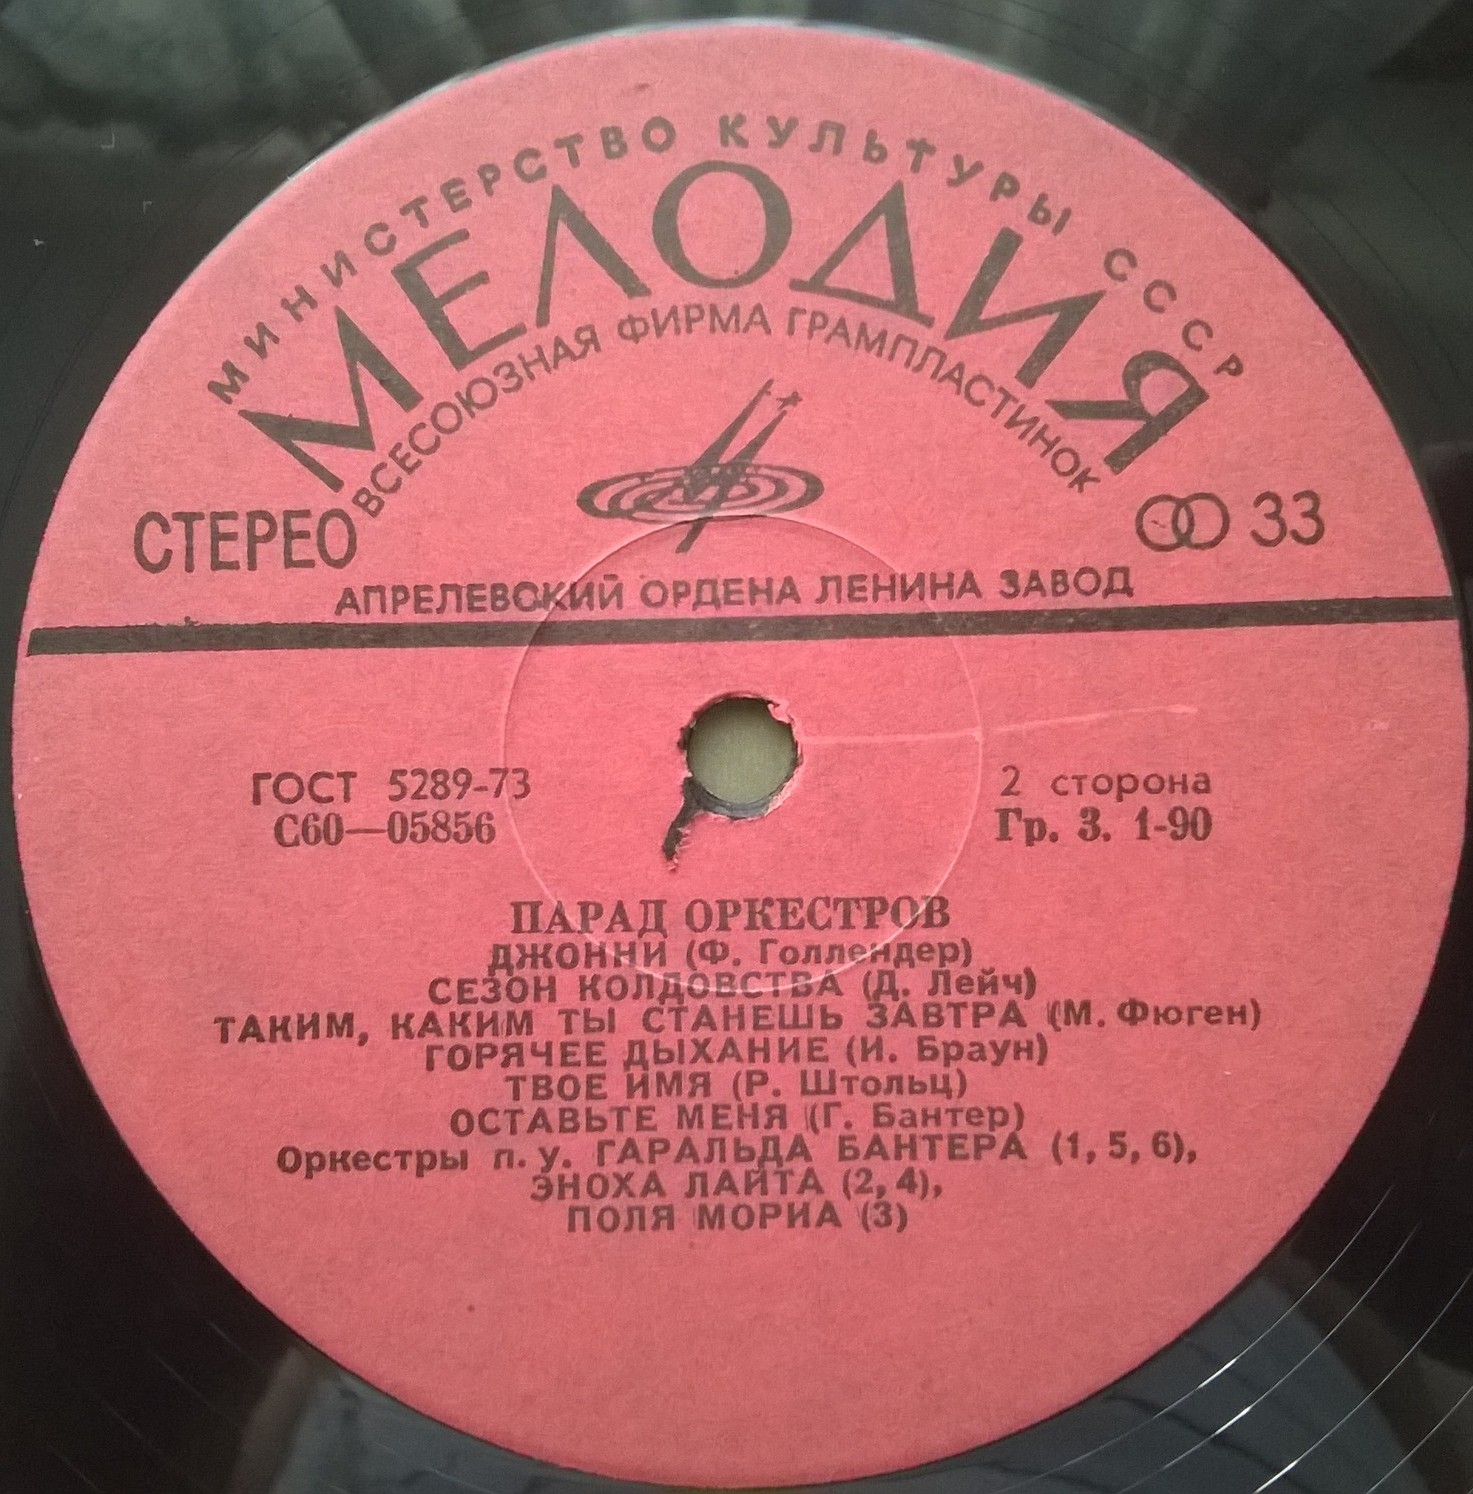 МИНИСТЕРСТВО КУЛЬТУРЫ СССР
МЕЛОДИЯ
ВСЕСОЮЗНАЯ ФИРМА ГРАМПЛАСТИНОК
СТЕРЕО
33
АПРЕЛЕВСКИЙ ОРДЕНА ЛЕНИНА ЗАВОД
ГОСТ 5289-73
С60—05856
2 сторона
Гр. 3. 1-90
ПАРАД ОРКЕСТРОВ
ДЖОННИ (Ф. Голлендер)
СЕЗОН КОЛДОВСТВА (Д. Лейч)
ТАКИМ, КАКИМ ТЫ СТАНЕШЬ ЗАВТРА (М. Фюген)
ГОРЯЧЕЕ ДЫХАНИЕ (И. Браун)
ТВОЕ ИМЯ (Р. Штольц)
ОСТАВЬТЕ МЕНЯ (Г. Бантер)
Оркестры п. у. ГАРАЛЬДА БАНТЕРА (1, 5, 6),
ЭНОХА ЛАЙТА (2, 4),
ПОЛЯ МОРИА (3)